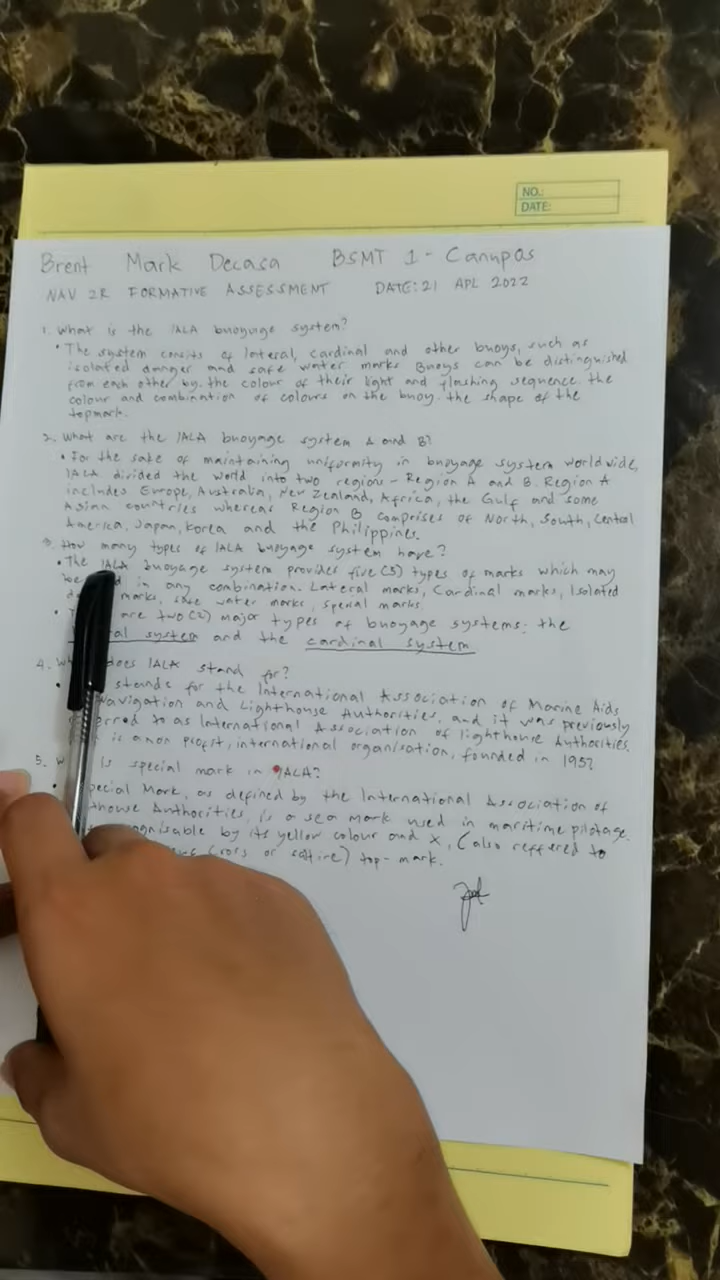 NO.:
DATE:
Brent Mark Decasa BSMT 1 - Canupas
NAV 2R FORMATIVE ASSESSMENT DATE: 21 APL 2022
1. What is the IALA buoyage system?
• The system consits of lateral, cardinal and other buoys, such as
isolated danger and safe water marks Buoys can be distinguished
from each other by. the colour of their light and flashing sequence. the
colour and combination of colours on the buoy. the shape of the
topmark.
2. What are the IALA buoyage system A and B?
• For the sake of maintaining uniformity in buoyage system worldwide,
IALA divided the world into two regions - Region A and B. Region A
includes Europe, Australia, New Zealand, Africa, the Gulf and some
Asian countries whereas Region B comprises of North, South, Central
America, Japan, Korea and the Philippines.
3. How many types of IALA buoyage system have?
• The IALA buoyage system provides five (5) types of marks which may
be in any combination. Lateral marks, Cardinal marks, Isolated
marks, safe water marks, special marks
• are two (2) major types of buoyage systems: the
system and the cardinal system
4. does IALA stand for?
• stands for the International Association of Marine Aids
Navigation and Lighthouse Authorities, and it was previously
to as International Association of lighthouse Authorities.
is a non profit, international organisation, founded in 1957
5. is special mark in IALA?
• Mark, as defined by the International Association of
Authorities, is a sea mark used in maritime pilotage.
by its yellow colour and X, (also reffered to
cross or saltire) top-mark.